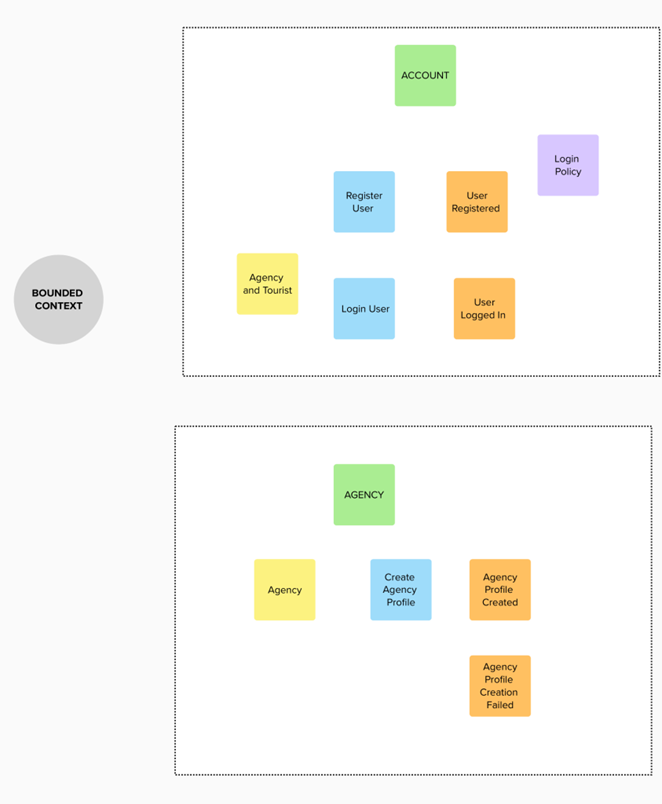 ACCOUNT
Login
Policy
Register
User
User
Registered
Agency
and Tourist
Login User
User
Logged In
BOUNDED
CONTEXT
AGENCY
Agency
Create
Agency
Profile
Agency
Profile
Created
Agency
Profile
Creation
Failed